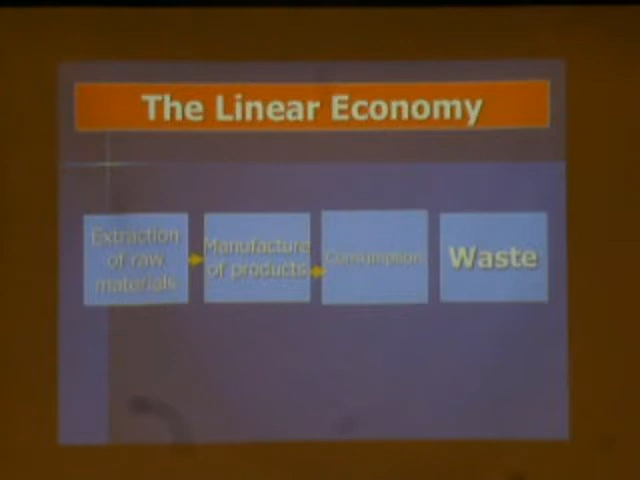 The Linear Economy
Extraction
of raw
materials
Manufacture
of products
Consumption
Waste